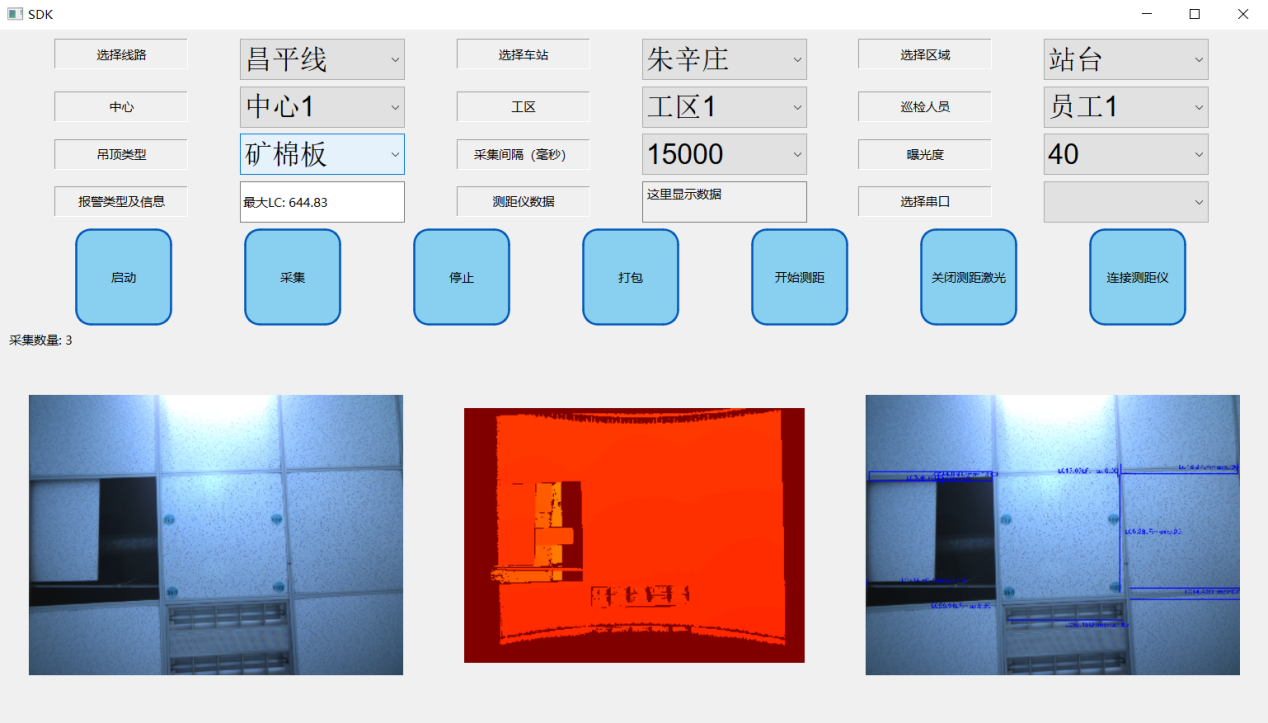 SDK
选择线路 昌平线 选择车站 朱辛庄 选择区域 站台
中心 中心1 工区 工区1 巡检人员 员工1
吊顶类型 矿棉板 采集间隔（毫秒） 15000 曝光度 40
报警类型及信息 最大LC: 644.83 测距仪数据 这里显示数据 选择串口
启动 采集 停止 打包 开始测距 关闭测距激光 连接测距仪
采集数量: 3